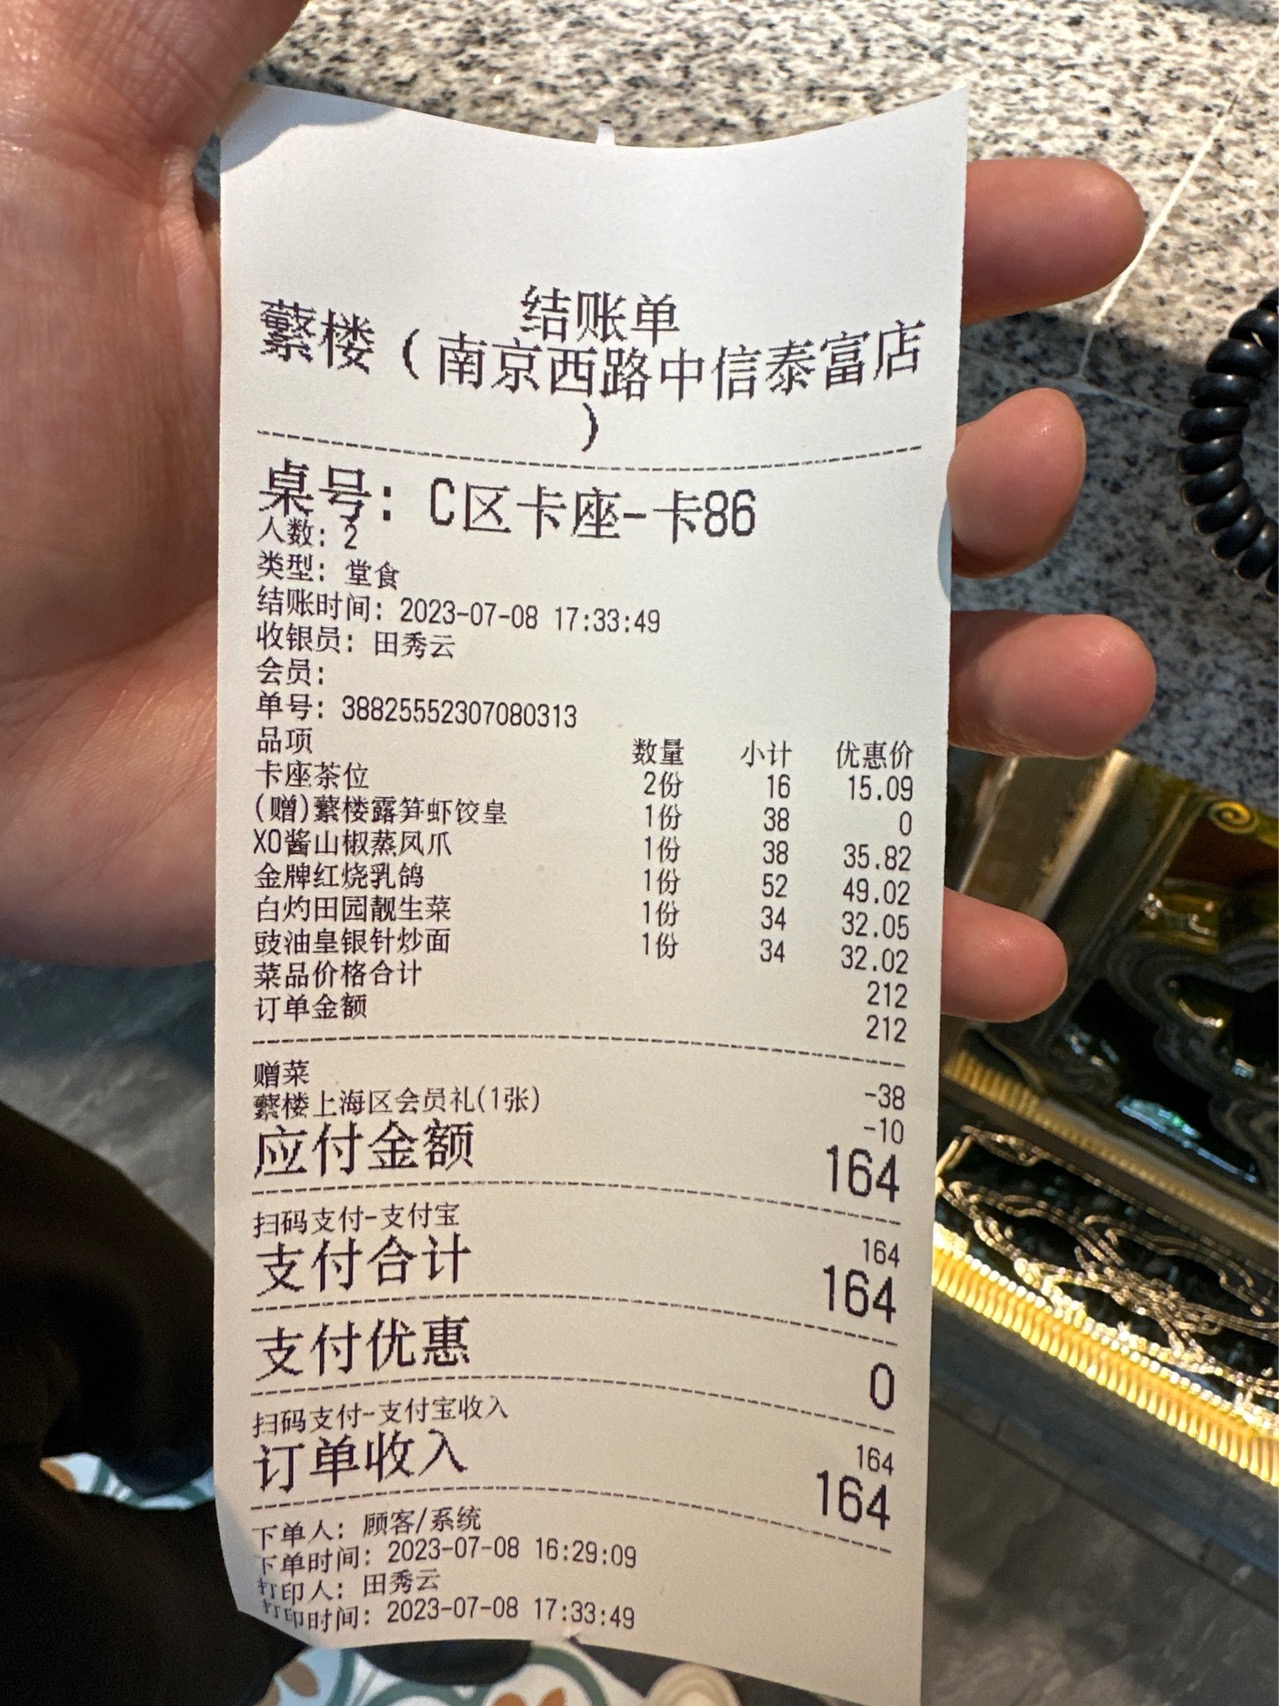 结账单
蘩楼（南京西路中信泰富店
）
桌号：C区卡座-卡86
人数：2
类型：堂食
结账时间：2023-07-08 17:33:49
收银员：田秀云
会员：
单号：38825552307080313
品项 数量 小计 优惠价
卡座茶位 2份 16 15.09
(赠)蘩楼露笋虾饺皇 1份 38 0
XO酱山椒蒸凤爪 1份 38 35.82
金牌红烧乳鸽 1份 52 49.02
白灼田园靓生菜 1份 34 32.05
豉油皇银针炒面 1份 34 32.02
菜品价格合计 212
订单金额 212
赠菜 -38
蘩楼上海区会员礼(1张) -10
应付金额 164
扫码支付-支付宝 164
支付合计 164
支付优惠 0
扫码支付-支付宝收入 164
订单收入 164
下单人：顾客/系统
下单时间：2023-07-08 16:29:09
打印人：田秀云
打印时间：2023-07-08 17:33:49